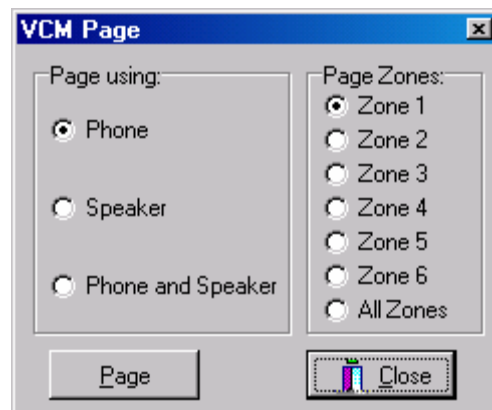 VCM Page
Page using:
Phone
Speaker
Phone and Speaker
Page Zones:
Zone 1
Zone 2
Zone 3
Zone 4
Zone 5
Zone 6
All Zones
Page
Close